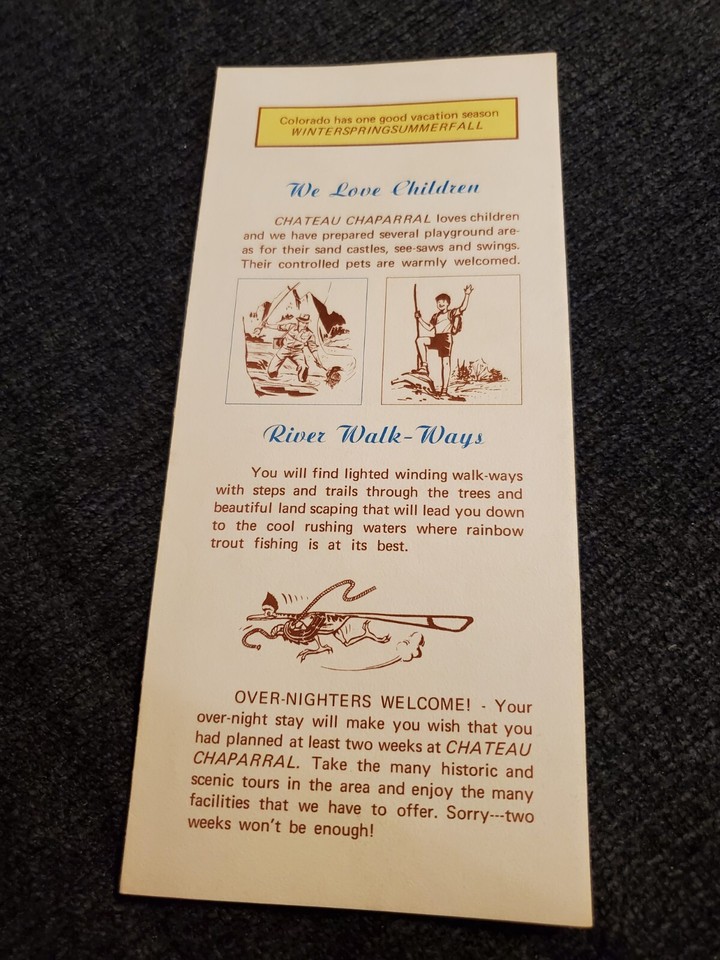 Colorado has one good vacation season
WINTERSPRINGSUMMERFALL
We Love Children
CHATEAU CHAPARRAL loves children
and we have prepared several playground are-
as for their sand castles, see-saws and swings.
Their controlled pets are warmly welcomed.
River Walk-Ways
You will find lighted winding walk-ways
with steps and trails through the trees and
beautiful land scaping that will lead you down
to the cool rushing waters where rainbow
trout fishing is at its best.
OVER-NIGHTERS WELCOME! - Your
over-night stay will make you wish that you
had planned at least two weeks at CHATEAU
CHAPARRAL. Take the many historic and
scenic tours in the area and enjoy the many
facilities that we have to offer. Sorry---two
weeks won't be enough!